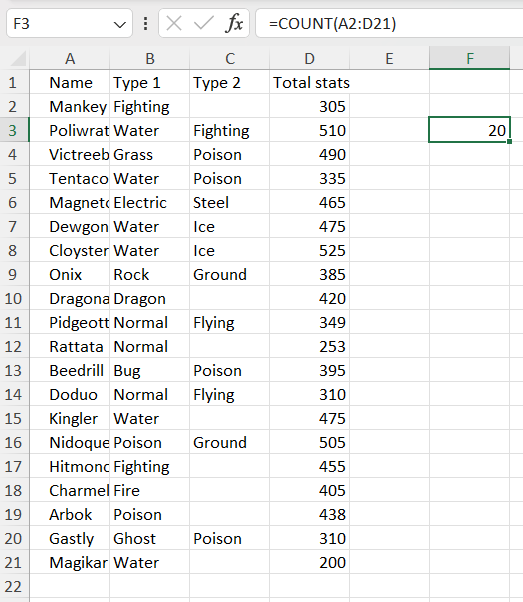 F3 fx =COUNT(A2:D21)
A B C D E F
1 Name Type 1 Type 2 Total stats
2 Mankey Fighting 305
3 Poliwrat Water Fighting 510 20
4 Victreeb Grass Poison 490
5 Tentaco Water Poison 335
6 Magnetc Electric Steel 465
7 Dewgon Water Ice 475
8 Cloyster Water Ice 525
9 Onix Rock Ground 385
10 Dragona Dragon 420
11 Pidgeott Normal Flying 349
12 Rattata Normal 253
13 Beedrill Bug Poison 395
14 Doduo Normal Flying 310
15 Kingler Water 475
16 Nidoque Poison Ground 505
17 Hitmonc Fighting 455
18 Charmel Fire 405
19 Arbok Poison 438
20 Gastly Ghost Poison 310
21 Magikar Water 200
22